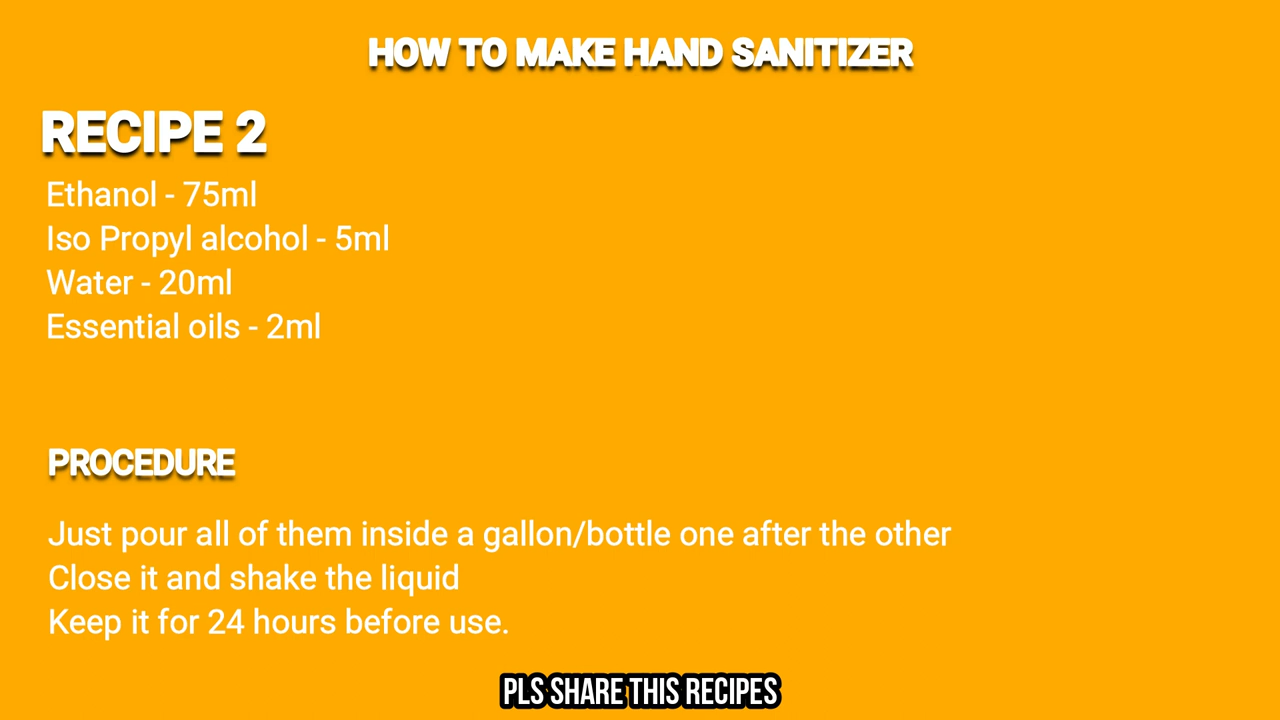 HOW TO MAKE HAND SANITIZER
RECIPE 2
Ethanol - 75ml
Iso Propyl alcohol - 5ml
Water - 20ml
Essential oils - 2ml
PROCEDURE
Just pour all of them inside a gallon/bottle one after the other
Close it and shake the liquid
Keep it for 24 hours before use.
PLS SHARE THIS RECIPES